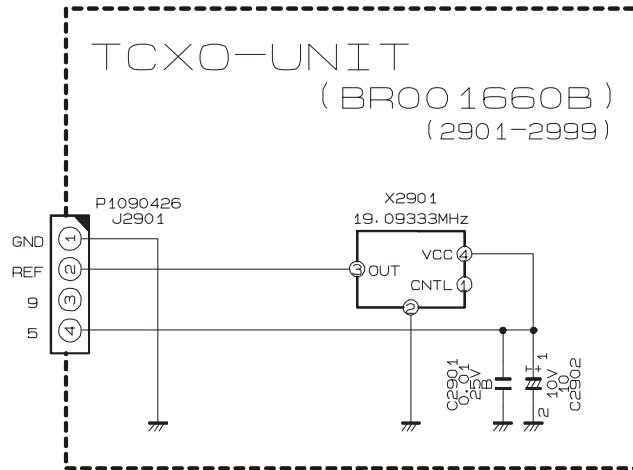 TCXO-UNIT
(BR001660B)
(2901-2999)
P1090426
J2901
X2901
19.09333MHz
GND 1
REF 2
9 3
5 4
3 OUT
VCC 4
CNTL 1
2
C2901
0.01
25V
B
+ 1
2
10V
10
C2902